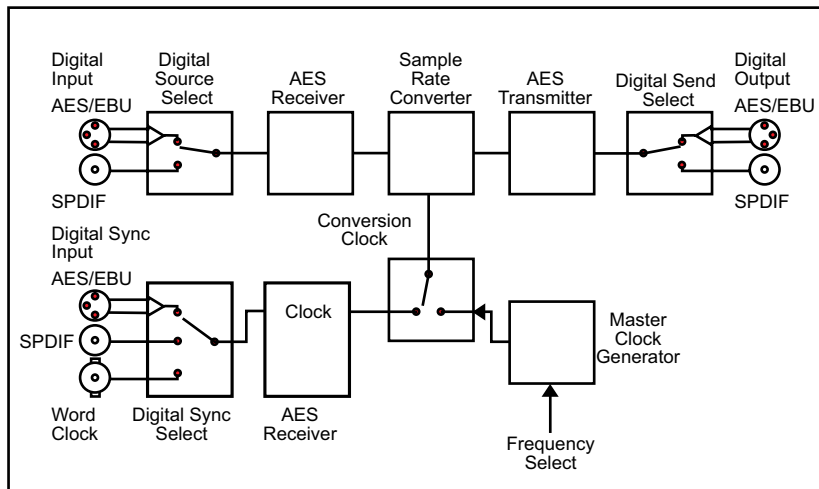 Digital
Input
AES/EBU
SPDIF
Digital
Source
Select
AES
Receiver
Sample
Rate
Converter
AES
Transmitter
Digital Send
Select
Digital
Output
AES/EBU
SPDIF
Conversion
Clock
Digital Sync
Input
AES/EBU
SPDIF
Word
Clock
Digital Sync
Select
Clock
AES
Receiver
Master
Clock
Generator
Frequency
Select